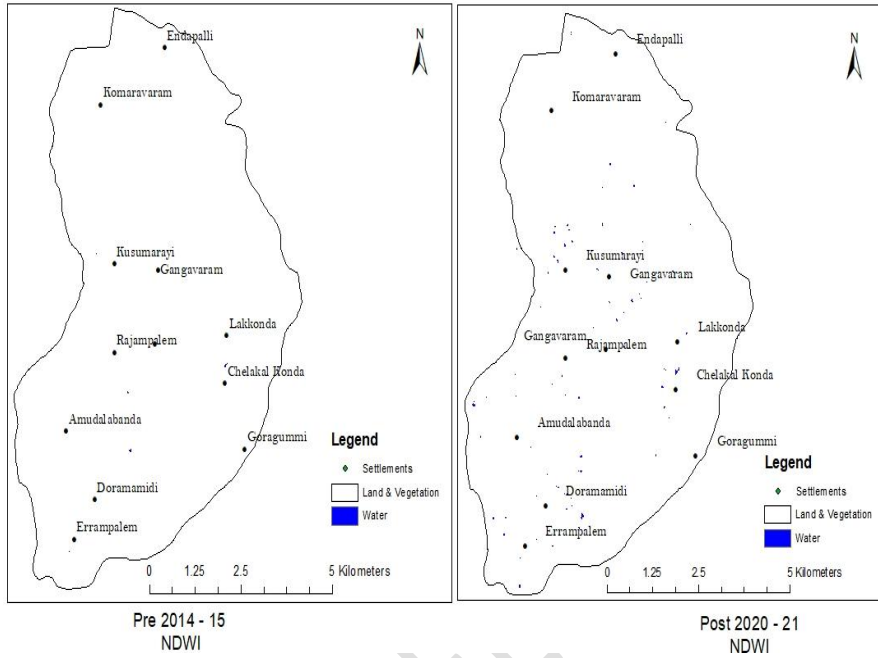 Endapalli
N
Komaravaram
Kusumarayi
Gangavaram
Lakkonda
Rajampalem
Chelakal Konda
Amudalabanda
Goragummi
Legend
Settlements
Doramamidi
Land & Vegetation
Water
Errampalem
0 1.25 2.5 5 Kilometers
Pre 2014 - 15
NDWI
Endapalli
N
Komaravaram
Kusumarayi
Gangavaram
Gangavaram
Rajampalem
Lakkonda
Chelakal Konda
Amudalabanda
Goragummi
Legend
Settlements
Doramamidi
Land & Vegetation
Water
Errampalem
0 1.25 2.5 5 Kilometers
Post 2020 - 21
NDWI